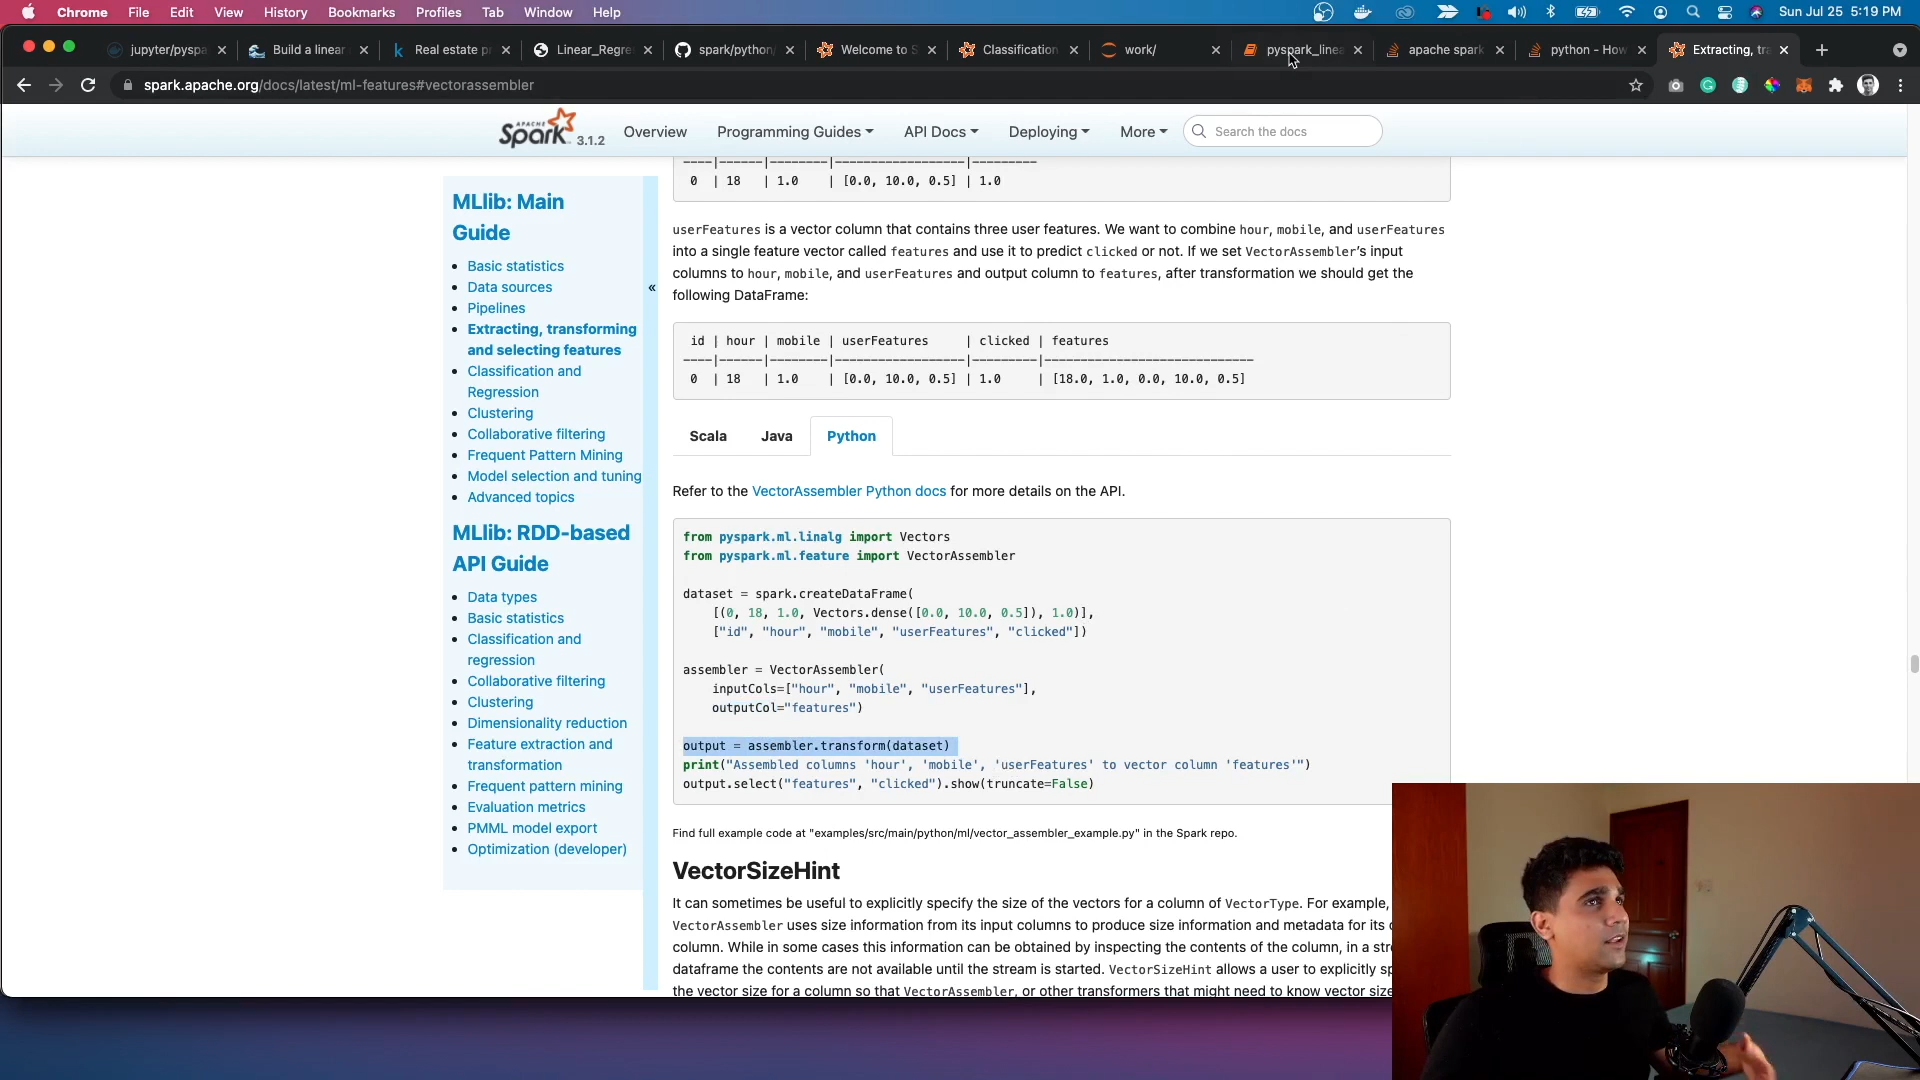 Chrome File Edit View History Bookmarks Profiles Tab Window Help Sun Jul 25 5:19 PM
jupyter/pyspa Build a linear Real estate p Linear_Regre spark/python/ Welcome to S Classification work/ pyspark_linea apache spark python - How Extracting, tra
spark.apache.org/docs/latest/ml-features#vectorassembler
APACHE Spark 3.1.2 Overview Programming Guides API Docs Deploying More Search the docs
MLlib: Main
Guide
Basic statistics
Data sources
Pipelines
Extracting, transforming
and selecting features
Classification and
Regression
Clustering
Collaborative filtering
Frequent Pattern Mining
Model selection and tuning
Advanced topics
MLlib: RDD-based
API Guide
Data types
Basic statistics
Classification and
regression
Collaborative filtering
Clustering
Dimensionality reduction
Feature extraction and
transformation
Frequent pattern mining
Evaluation metrics
PMML model export
Optimization (developer)
«
----|------|--------|------------------|---------
0 | 18 | 1.0 | [0.0, 10.0, 0.5] | 1.0
userFeatures is a vector column that contains three user features. We want to combine hour, mobile, and userFeatures
into a single feature vector called features and use it to predict clicked or not. If we set VectorAssembler’s input
columns to hour, mobile, and userFeatures and output column to features, after transformation we should get the
following DataFrame:
id | hour | mobile | userFeatures | clicked | features
----|------|--------|------------------|---------|-----------------------------
0 | 18 | 1.0 | [0.0, 10.0, 0.5] | 1.0 | [18.0, 1.0, 0.0, 10.0, 0.5]
Scala Java Python
Refer to the VectorAssembler Python docs for more details on the API.
from pyspark.ml.linalg import Vectors
from pyspark.ml.feature import VectorAssembler
dataset = spark.createDataFrame(
[(0, 18, 1.0, Vectors.dense([0.0, 10.0, 0.5]), 1.0)],
["id", "hour", "mobile", "userFeatures", "clicked"])
assembler = VectorAssembler(
inputCols=["hour", "mobile", "userFeatures"],
outputCol="features")
output = assembler.transform(dataset)
print("Assembled columns 'hour', 'mobile', 'userFeatures' to vector column 'features'")
output.select("features", "clicked").show(truncate=False)
Find full example code at "examples/src/main/python/ml/vector_assembler_example.py" in the Spark repo.
VectorSizeHint
It can sometimes be useful to explicitly specify the size of the vectors for a column of VectorType. For example,
VectorAssembler uses size information from its input columns to produce size information and metadata for its
column. While in some cases this information can be obtained by inspecting the contents of the column, in a stre
dataframe the contents are not available until the stream is started. VectorSizeHint allows a user to explicitly sp
the vector size for a column so that VectorAssembler, or other transformers that might need to know vector size